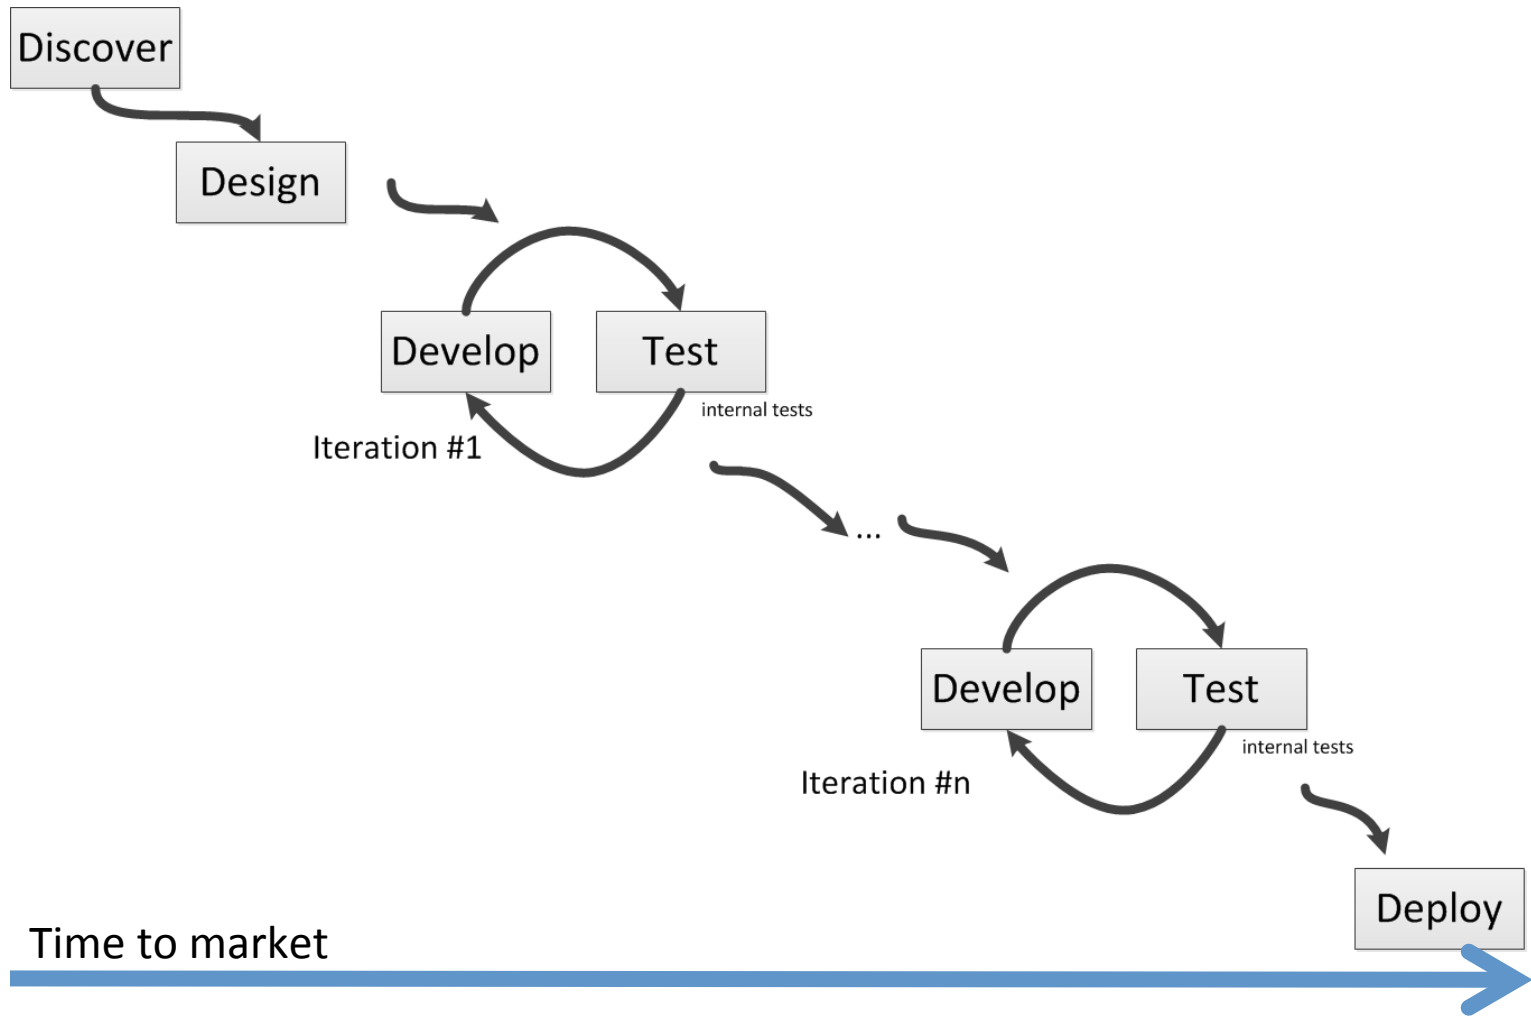 Discover
Design
Develop
Test
internal tests
Iteration #1
...
Develop
Test
internal tests
Iteration #n
Deploy
Time to market